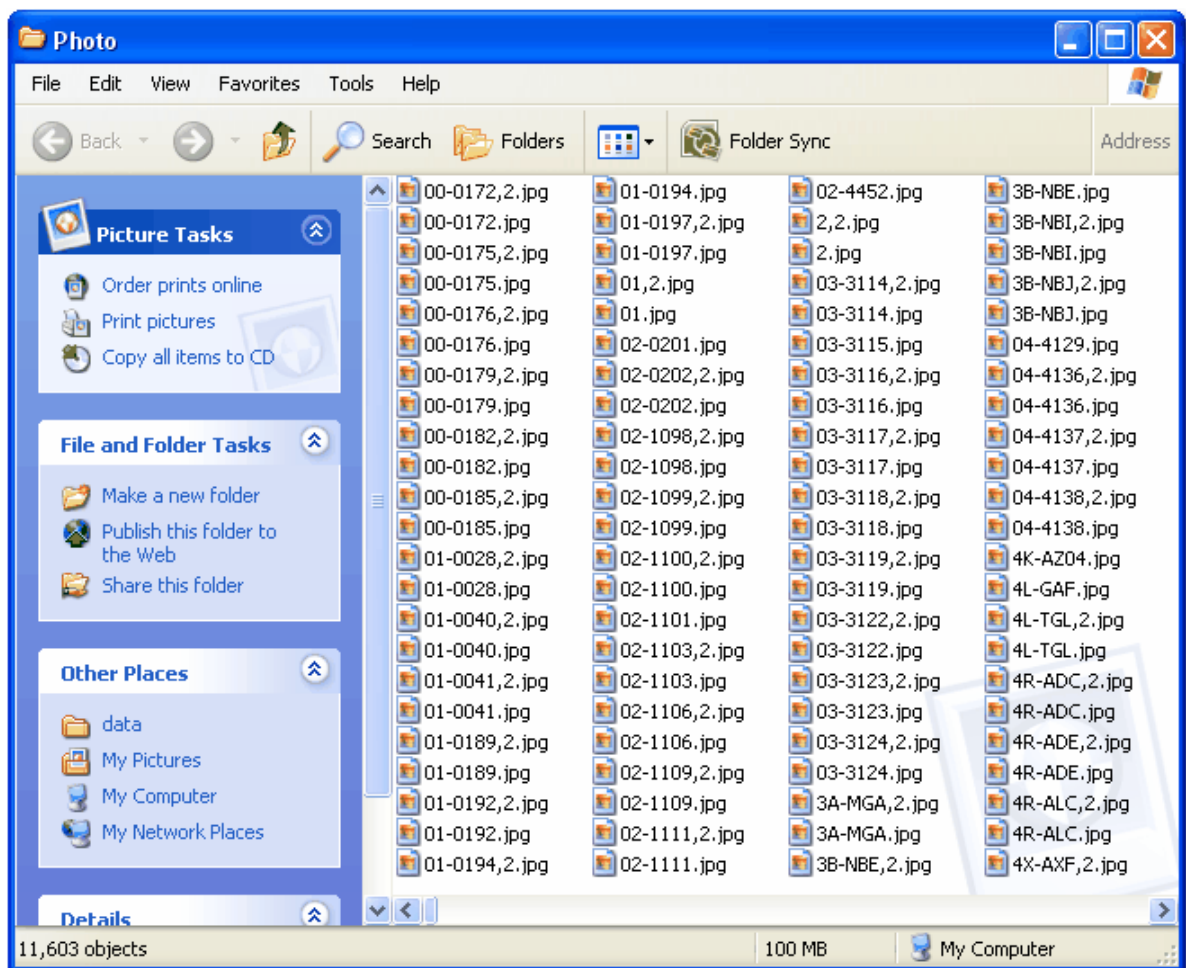 Photo
File Edit View Favorites Tools Help
Back Search Folders Folder Sync Address
Picture Tasks
Order prints online
Print pictures
Copy all items to CD
File and Folder Tasks
Make a new folder
Publish this folder to
the Web
Share this folder
Other Places
data
My Pictures
My Computer
My Network Places
Details
00-0172,2.jpg
00-0172.jpg
00-0175,2.jpg
00-0175.jpg
00-0176,2.jpg
00-0176.jpg
00-0179,2.jpg
00-0179.jpg
00-0182,2.jpg
00-0182.jpg
00-0185,2.jpg
00-0185.jpg
01-0028,2.jpg
01-0028.jpg
01-0040,2.jpg
01-0040.jpg
01-0041,2.jpg
01-0041.jpg
01-0189,2.jpg
01-0189.jpg
01-0192,2.jpg
01-0192.jpg
01-0194,2.jpg
01-0194.jpg
01-0197,2.jpg
01-0197.jpg
01,2.jpg
01.jpg
02-0201.jpg
02-0202,2.jpg
02-0202.jpg
02-1098,2.jpg
02-1098.jpg
02-1099,2.jpg
02-1099.jpg
02-1100,2.jpg
02-1100.jpg
02-1101.jpg
02-1103,2.jpg
02-1103.jpg
02-1106,2.jpg
02-1106.jpg
02-1109,2.jpg
02-1109.jpg
02-1111,2.jpg
02-1111.jpg
02-4452.jpg
2,2.jpg
2.jpg
03-3114,2.jpg
03-3114.jpg
03-3115.jpg
03-3116,2.jpg
03-3116.jpg
03-3117,2.jpg
03-3117.jpg
03-3118,2.jpg
03-3118.jpg
03-3119,2.jpg
03-3119.jpg
03-3122,2.jpg
03-3122.jpg
03-3123,2.jpg
03-3123.jpg
03-3124,2.jpg
03-3124.jpg
3A-MGA,2.jpg
3A-MGA.jpg
3B-NBE,2.jpg
3B-NBE.jpg
3B-NBI,2.jpg
3B-NBI.jpg
3B-NBJ,2.jpg
3B-NBJ.jpg
04-4129.jpg
04-4136,2.jpg
04-4136.jpg
04-4137,2.jpg
04-4137.jpg
04-4138,2.jpg
04-4138.jpg
4K-AZ04.jpg
4L-GAF.jpg
4L-TGL,2.jpg
4L-TGL.jpg
4R-ADC,2.jpg
4R-ADC.jpg
4R-ADE,2.jpg
4R-ADE.jpg
4R-ALC,2.jpg
4R-ALC.jpg
4X-AXF,2.jpg
11,603 objects 100 MB My Computer